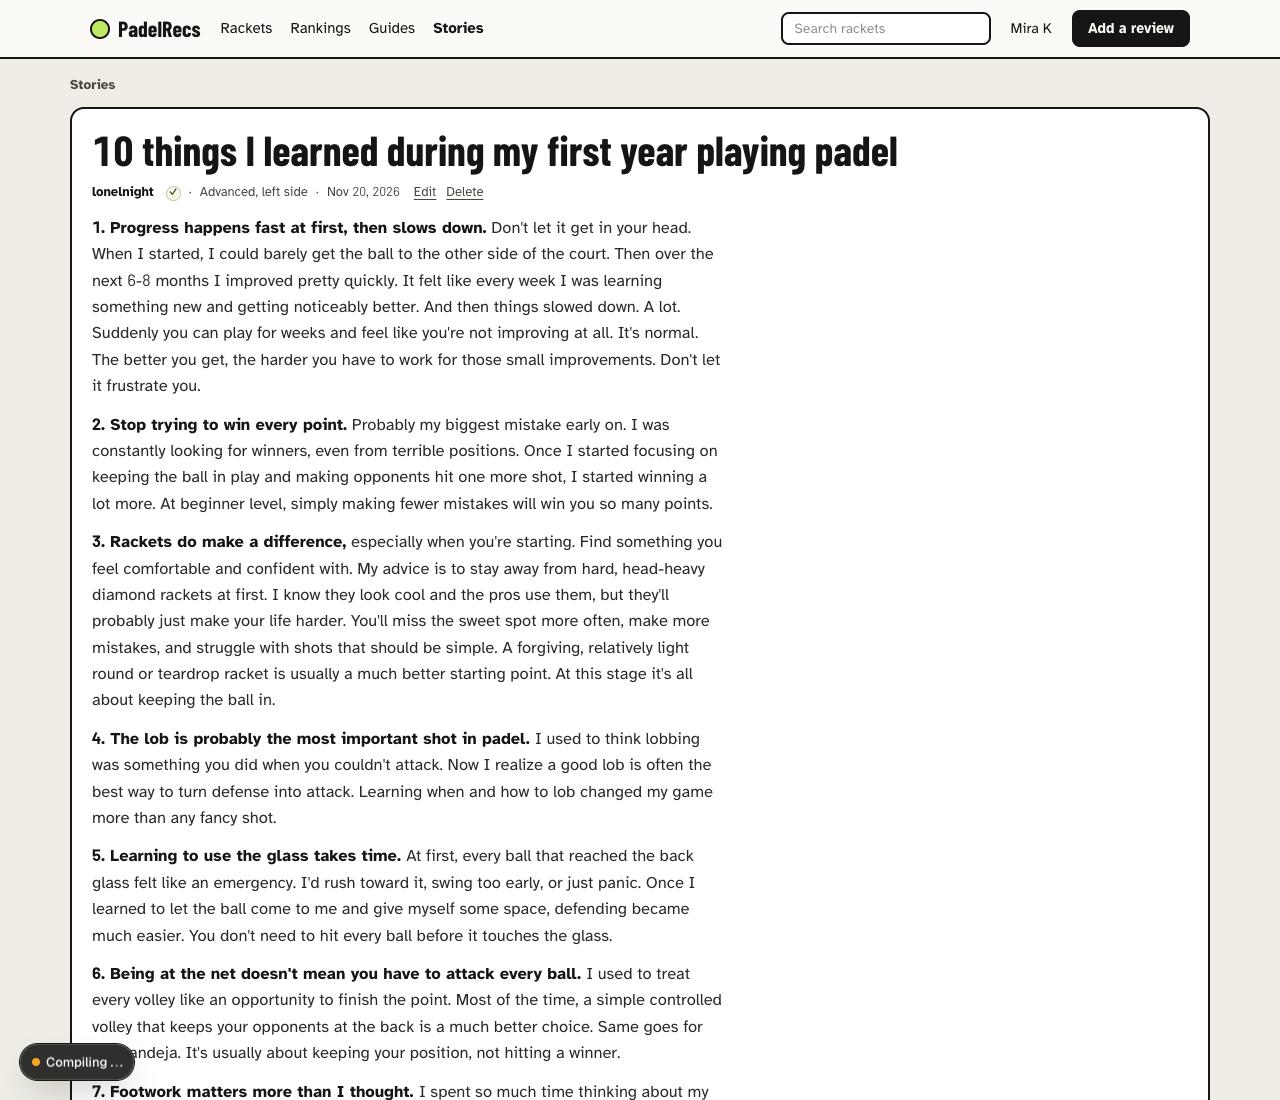 PadelRecs Rackets Rankings Guides Stories Search rackets Mira K Add a review
Stories
10 things I learned during my first year playing padel
lonelnight · Advanced, left side · Nov 20, 2026 Edit Delete
1. Progress happens fast at first, then slows down. Don't let it get in your head.
When I started, I could barely get the ball to the other side of the court. Then over the
next 6-8 months I improved pretty quickly. It felt like every week I was learning
something new and getting noticeably better. And then things slowed down. A lot.
Suddenly you can play for weeks and feel like you're not improving at all. It's normal.
The better you get, the harder you have to work for those small improvements. Don't let
it frustrate you.
2. Stop trying to win every point. Probably my biggest mistake early on. I was
constantly looking for winners, even from terrible positions. Once I started focusing on
keeping the ball in play and making opponents hit one more shot, I started winning a
lot more. At beginner level, simply making fewer mistakes will win you so many points.
3. Rackets do make a difference, especially when you're starting. Find something you
feel comfortable and confident with. My advice is to stay away from hard, head-heavy
diamond rackets at first. I know they look cool and the pros use them, but they'll
probably just make your life harder. You'll miss the sweet spot more often, make more
mistakes, and struggle with shots that should be simple. A forgiving, relatively light
round or teardrop racket is usually a much better starting point. At this stage it's all
about keeping the ball in.
4. The lob is probably the most important shot in padel. I used to think lobbing
was something you did when you couldn't attack. Now I realize a good lob is often the
best way to turn defense into attack. Learning when and how to lob changed my game
more than any fancy shot.
5. Learning to use the glass takes time. At first, every ball that reached the back
glass felt like an emergency. I'd rush toward it, swing too early, or just panic. Once I
learned to let the ball come to me and give myself some space, defending became
much easier. You don't need to hit every ball before it touches the glass.
6. Being at the net doesn't mean you have to attack every ball. I used to treat
every volley like an opportunity to finish the point. Most of the time, a simple controlled
volley that keeps your opponents at the back is a much better choice. Same goes for
andeja. It's usually about keeping your position, not hitting a winner.
Compiling ...
7. Footwork matters more than I thought. I spent so much time thinking about my